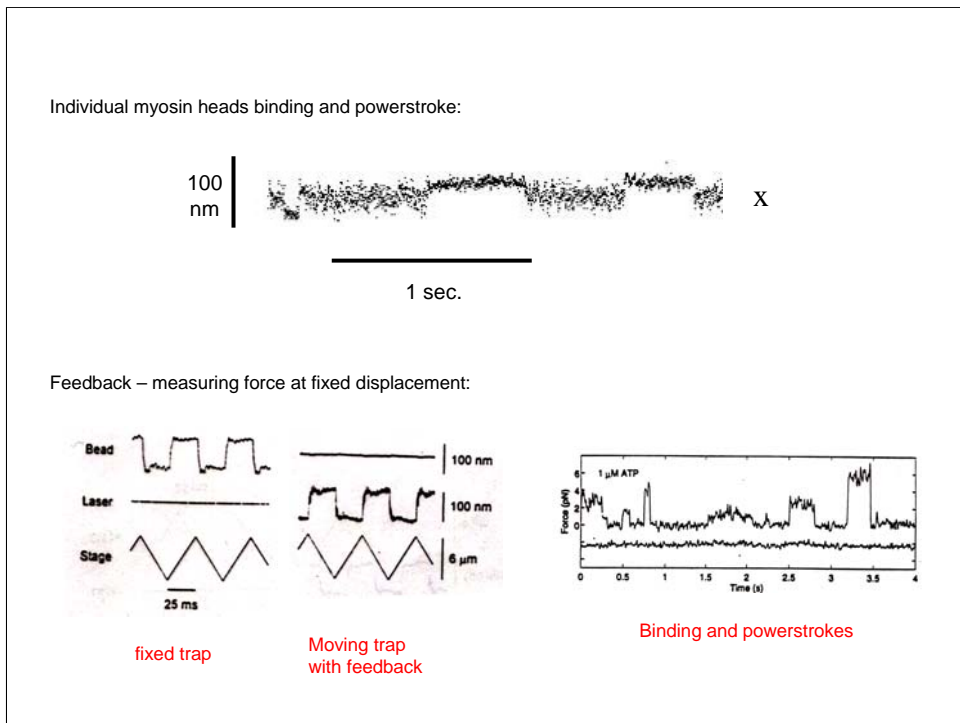 Individual myosin heads binding and powerstroke:
100
nm
x
1 sec.
Feedback – measuring force at fixed displacement:
Bead
Laser
Stage
25 ms
100 nm
100 nm
6 μm
1 μM ATP
Force (pN)
6
4
2
0
0
0.5
1
1.5
2
2.5
3
3.5
4
Time (s)
fixed trap
Moving trap
with feedback
Binding and powerstrokes